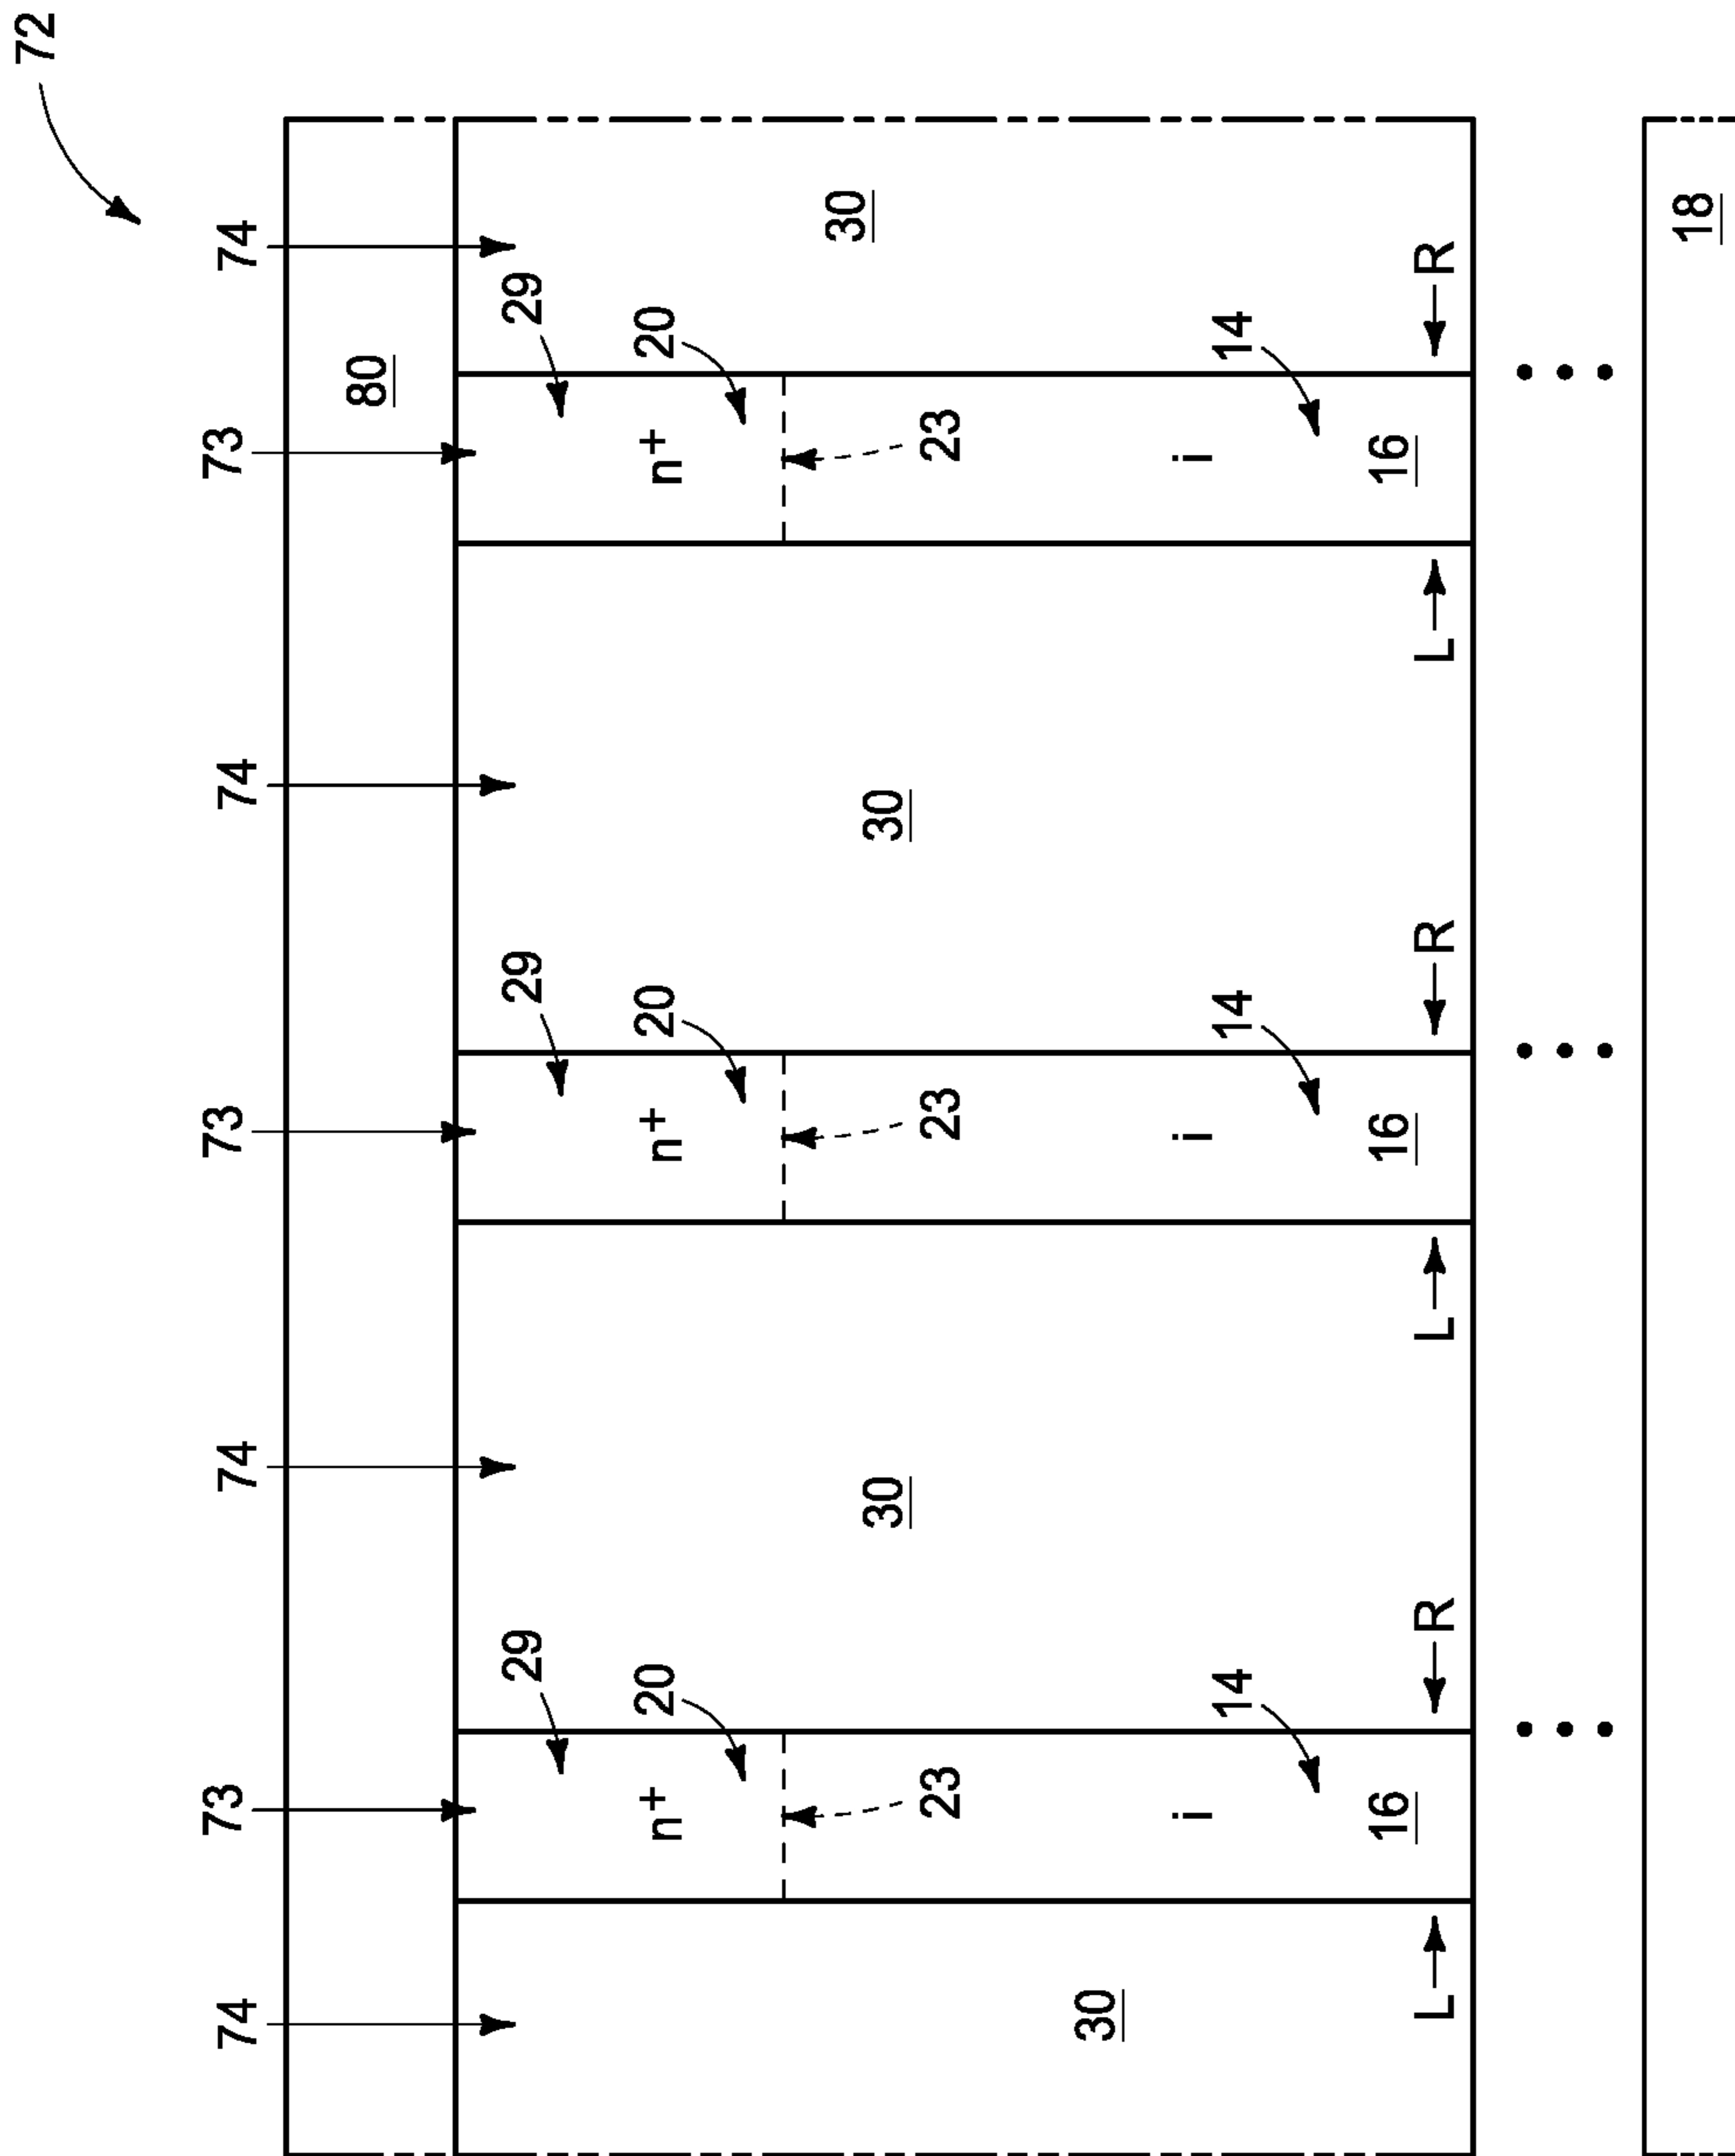 72
74 73 74 73 74 73 74
80
29 29 29
n+ 20 n+ 20 n+ 20
30
30 30
23 23 23
30
i 14 i 14 i 14
16 16 16
L R L R L R
18